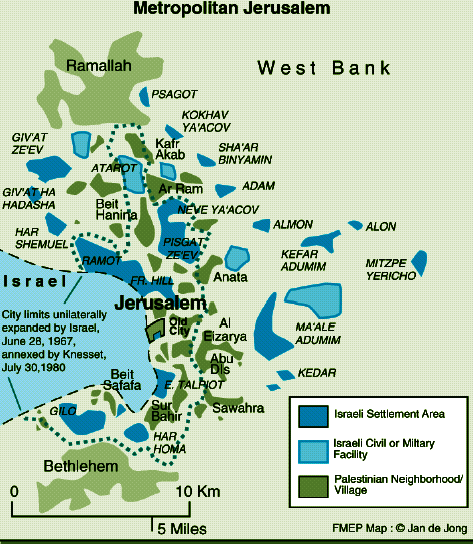 Metropolitan Jerusalem
Ramallah
West Bank
PSAGOT
KOKHAV
YA'ACOV
GIV'AT
ZE'EV
Kafr
Akab
SHA'AR
BINYAMIN
ATAROT
Ar Ram
ADAM
GIV'AT HA
HADASHA
Beit
Hanina
NEVE YA'ACOV
HAR
SHEMUEL
ALMON
ALON
PISGAT
ZE'EV
RAMOT
KEFAR
ADUMIM
MITZPE
YERICHO
Israel
FR. HILL
Anata
City limits unilaterally
expanded by Israel,
June 28, 1967,
annexed by Knesset,
July 30,1980
Jerusalem
Old
City
Al
Eizarya
MA'ALE
ADUMIM
Abu
Dis
Beit
Safafa
E. TALPIOT
KEDAR
GILO
Sur
Bahir
Sawahra
HAR
HOMA
Bethlehem
Israeli Settlement Area
Israeli Civil or Military
Facility
Palestinian Neighborhood/
Village
0 10 Km
5 Miles
FMEP Map : © Jan de Jong